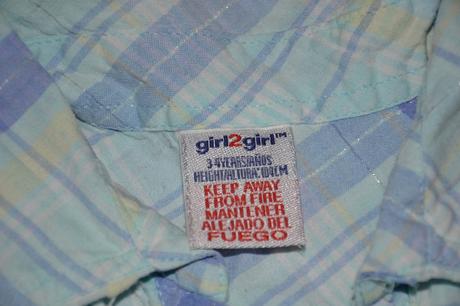 girl2girl™
3-4YEARS/AÑOS
HEIGHT/ALTURA:104CM
KEEP AWAY
FROM FIRE
MANTENER
ALEJADO DEL
FUEGO